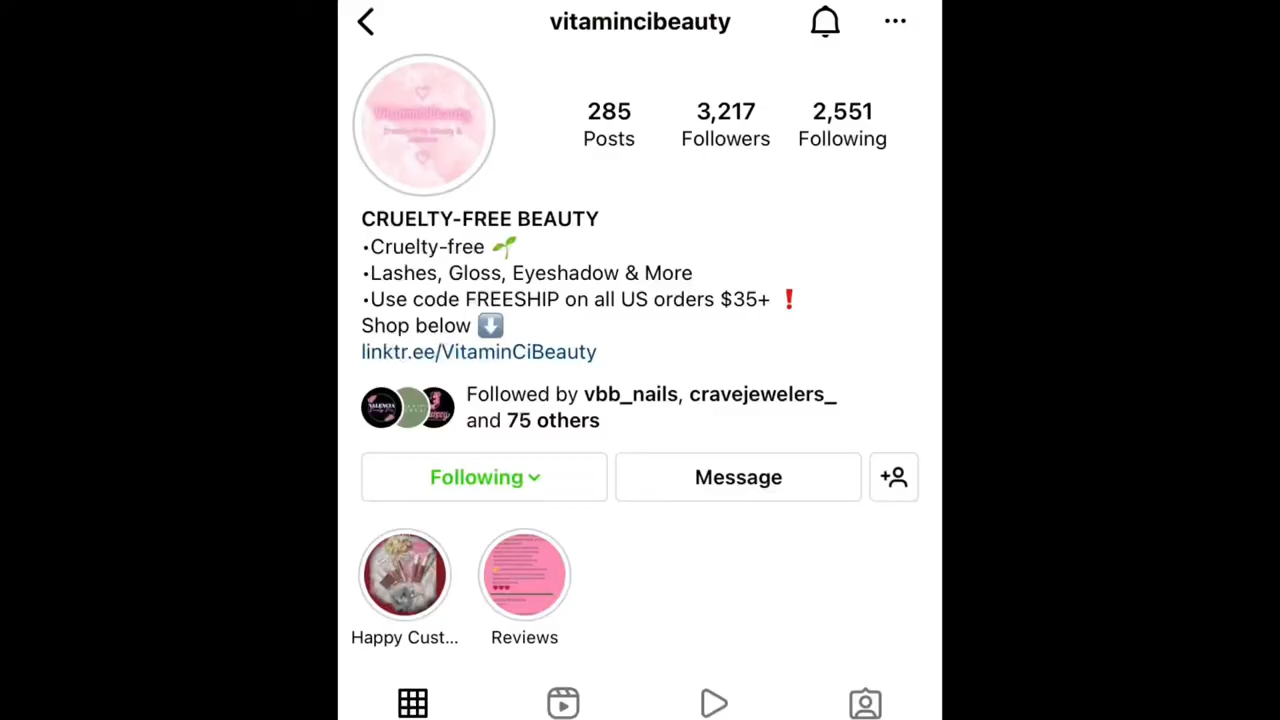 vitamincibeauty
285
Posts
3,217
Followers
2,551
Following
VitaminCiBeauty
CRUELTY-FREE BEAUTY
•Cruelty-free 🌱
•Lashes, Gloss, Eyeshadow & More
•Use code FREESHIP on all US orders $35+ ❗
Shop below ⬇️
linktr.ee/VitaminCiBeauty
Followed by vbb_nails, cravejewelers_
and 75 others
Following
Message
Happy Cust...
Reviews